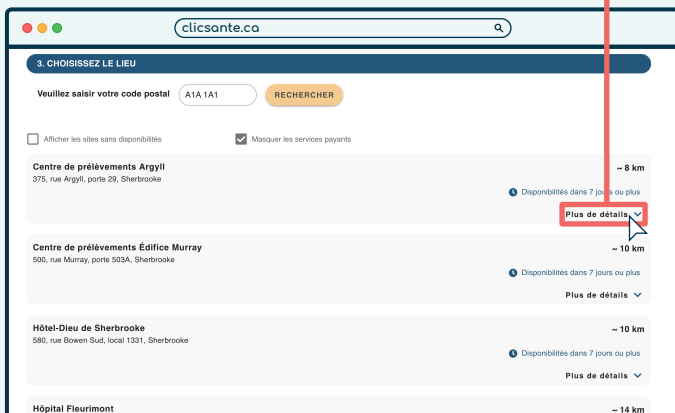 clicsante.ca
3. CHOISISSEZ LE LIEU
Veuillez saisir votre code postal A1A 1A1 RECHERCHER
Afficher les sites sans disponibilités Masquer les services payants
Centre de prélèvements Argyll ~ 8 km
375, rue Argyll, porte 29, Sherbrooke
Disponibilités dans 7 jours ou plus
Plus de détails
Centre de prélèvements Édifice Murray ~ 10 km
500, rue Murray, porte 503A, Sherbrooke
Disponibilités dans 7 jours ou plus
Plus de détails
Hôtel-Dieu de Sherbrooke ~ 10 km
580, rue Bowen Sud, local 1331, Sherbrooke
Disponibilités dans 7 jours ou plus
Plus de détails
Hôpital Fleurimont ~ 14 km